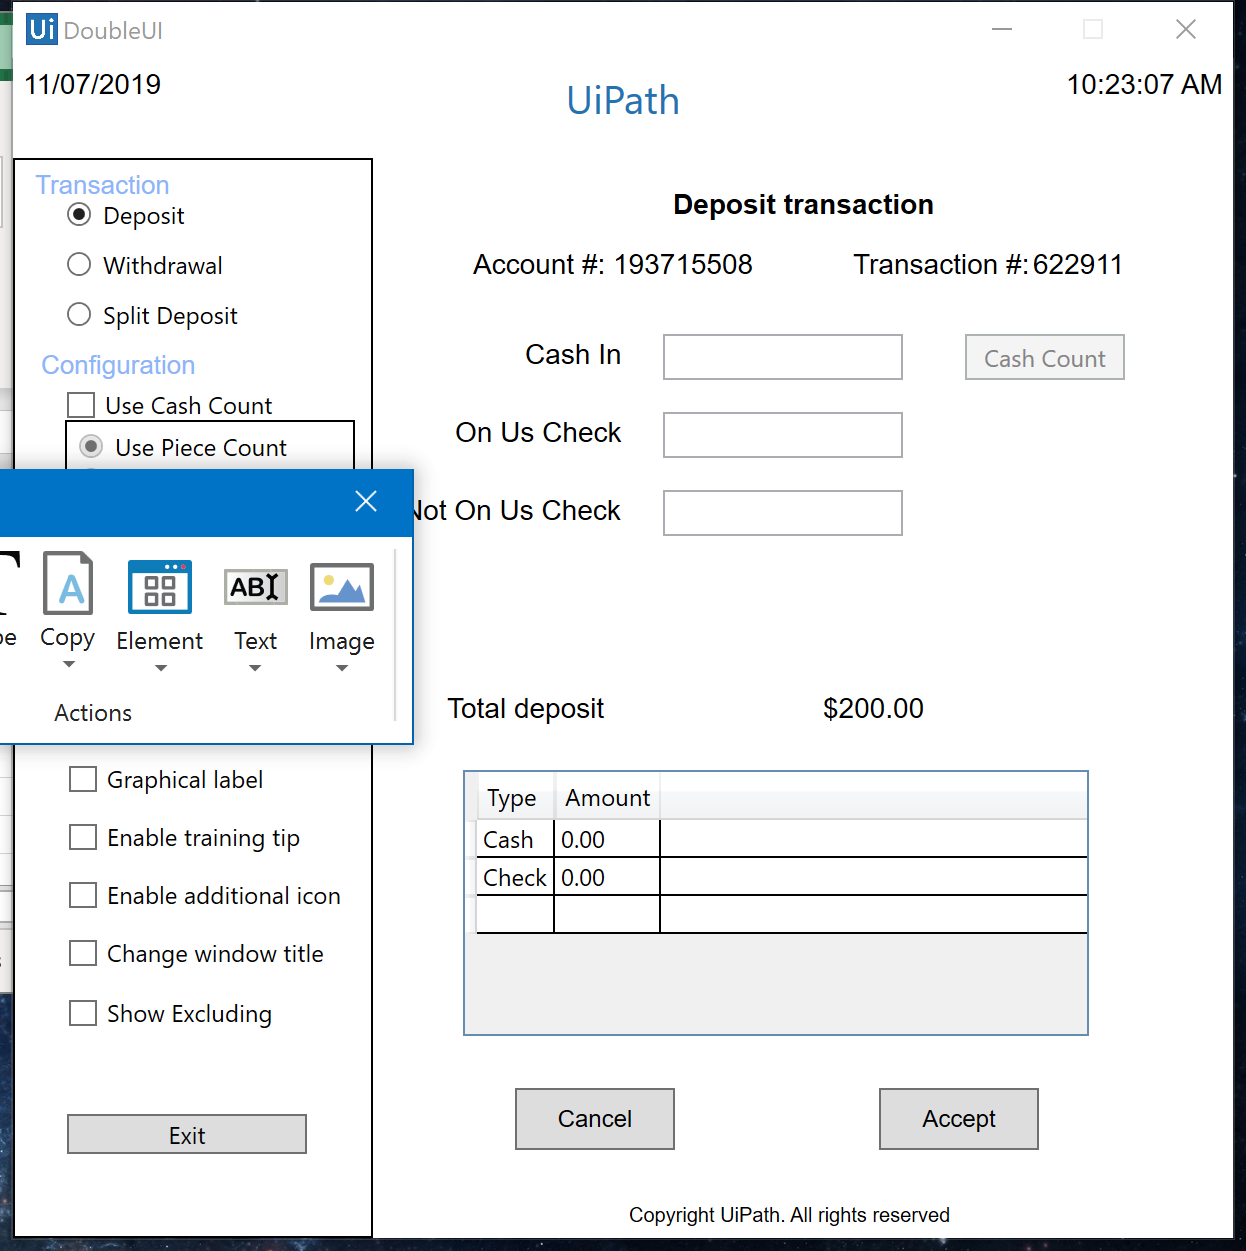 Ui DoubleUI
11/07/2019
10:23:07 AM
UiPath
Transaction
Deposit
Withdrawal
Split Deposit
Configuration
Use Cash Count
Use Piece Count
Copy
Element
ABI
Text
Image
Actions
Graphical label
Enable training tip
Enable additional icon
Change window title
Show Excluding
Exit
Deposit transaction
Account #: 193715508
Transaction #: 622911
Cash In
Cash Count
On Us Check
Not On Us Check
Total deposit
$200.00
Type Amount
Cash 0.00
Check 0.00
Cancel
Accept
Copyright UiPath. All rights reserved